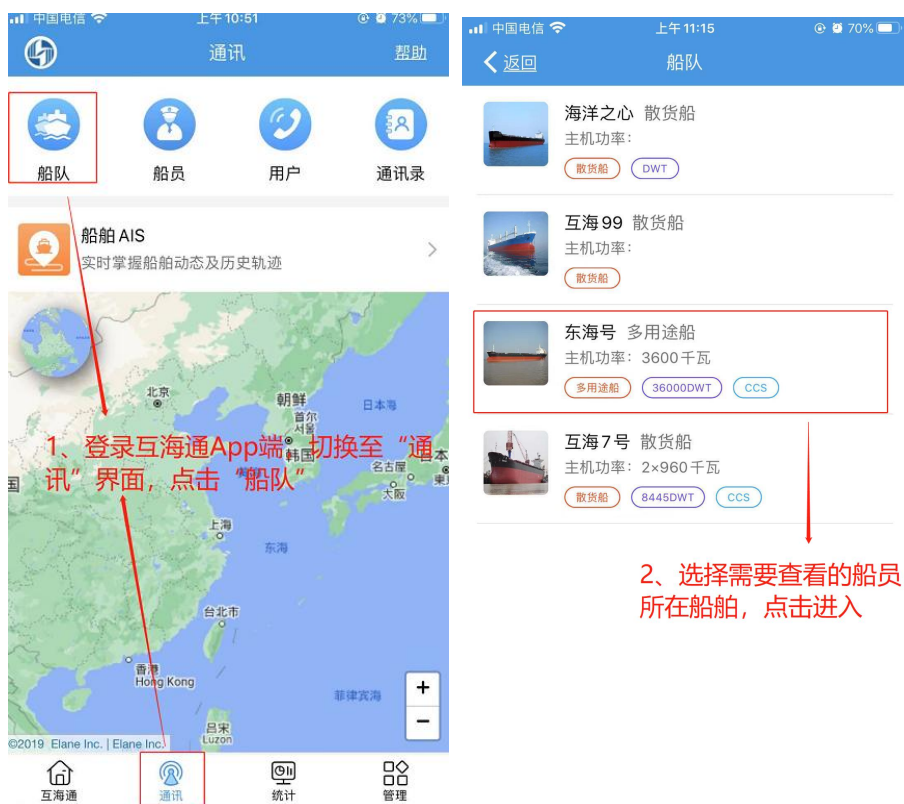 中国电信
上午10:51
73%
通讯
帮助
船队
船员
用户
通讯录
船舶 AIS
实时掌握船舶动态及历史轨迹
北京
朝鲜
首尔
서울
韩国
日本海
名古屋
大阪
上海
东海
台北市
香港
Hong Kong
菲律宾海
吕宋
Luzon
+
−
1、登录互海通App端,切换至“通
讯”界面,点击“船队”
©2019 Elane Inc. | Elane Inc.
互海通
通讯
统计
管理
中国电信
上午11:15
70%
返回
船队
海洋之心 散货船
主机功率:
散货船 DWT
互海99 散货船
主机功率:
散货船
东海号 多用途船
主机功率:3600千瓦
多用途船 36000DWT CCS
互海7号 散货船
主机功率:2×960千瓦
散货船 8445DWT CCS
2、选择需要查看的船员
所在船舶,点击进入